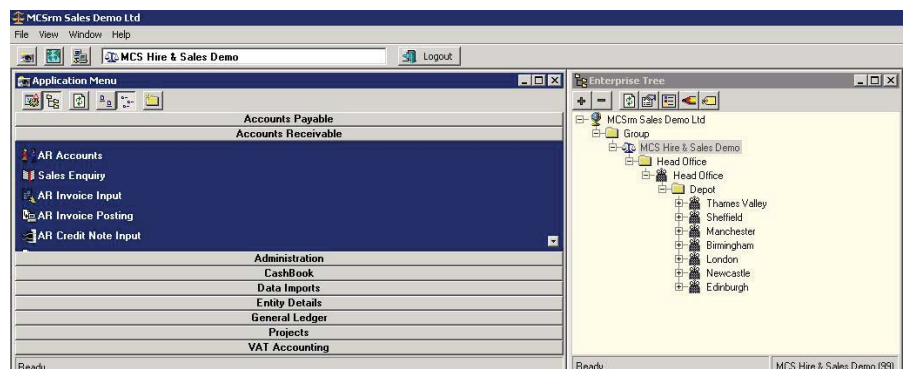 MCSrm Sales Demo Ltd
File View Window Help
MCS Hire & Sales Demo
Logout
Application Menu
Accounts Payable
Accounts Receivable
AR Accounts
Sales Enquiry
AR Invoice Input
AR Invoice Posting
AR Credit Note Input
Administration
CashBook
Data Imports
Entity Details
General Ledger
Projects
VAT Accounting
Ready
Enterprise Tree
MCSrm Sales Demo Ltd
Group
MCS Hire & Sales Demo
Head Office
Head Office
Depot
Thames Valley
Sheffield
Manchester
Birmingham
London
Newcastle
Edinburgh
Ready
MCS Hire & Sales Demo (99)